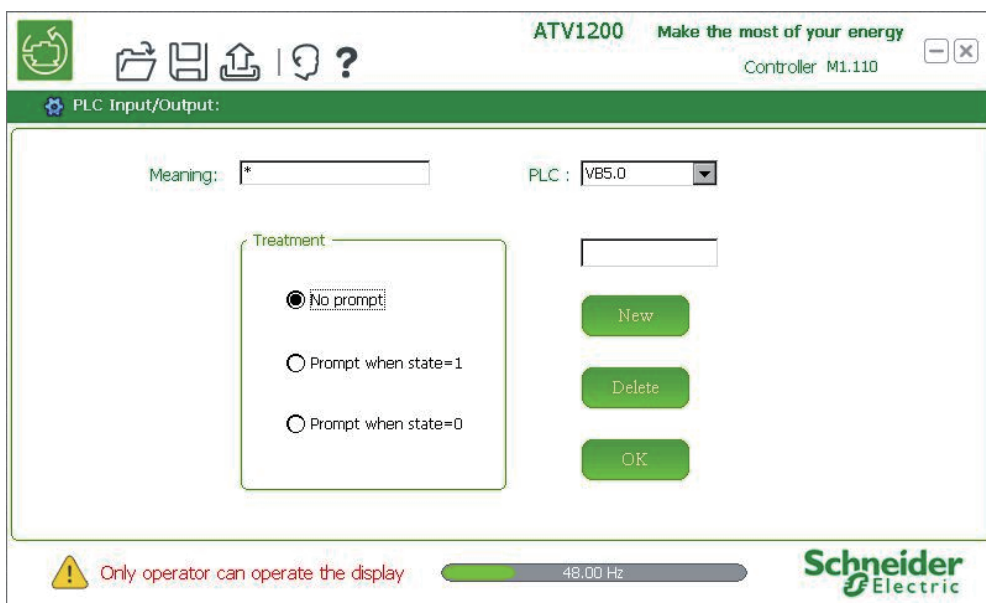 ATV1200 Make the most of your energy
Controller M1.110
?
PLC Input/Output:
Meaning: *
PLC : VB5.0
Treatment
No prompt
Prompt when state=1
Prompt when state=0
New
Delete
OK
Only operator can operate the display
48.00 Hz
Schneider
Electric